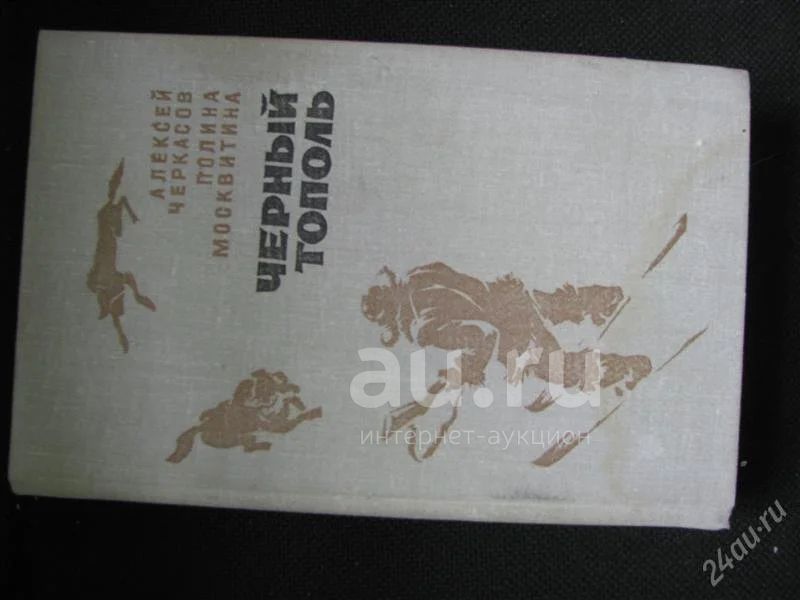 АЛЕКСЕЙ
ЧЕРКАСОВ
ПОЛИНА
МОСКВИТИНА
ЧЕРНЫЙ
ТОПОЛЬ
au.ru
интернет-аукцион
24au.ru